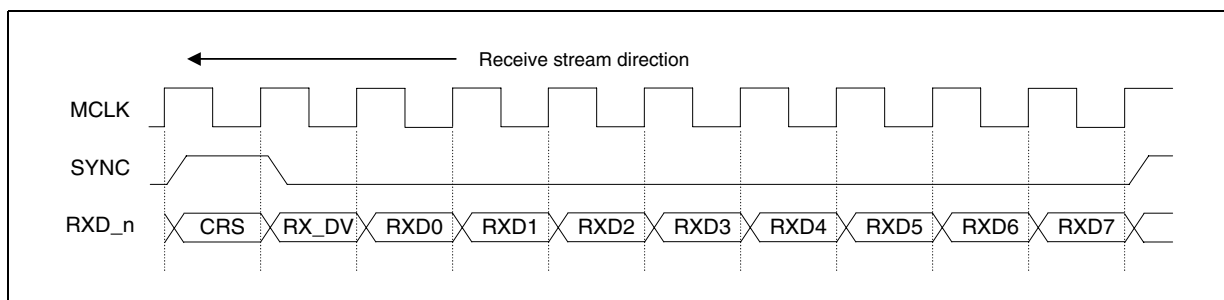 Receive stream direction
MCLK
SYNC
RXD_n CRS RX_DV RXD0 RXD1 RXD2 RXD3 RXD4 RXD5 RXD6 RXD7